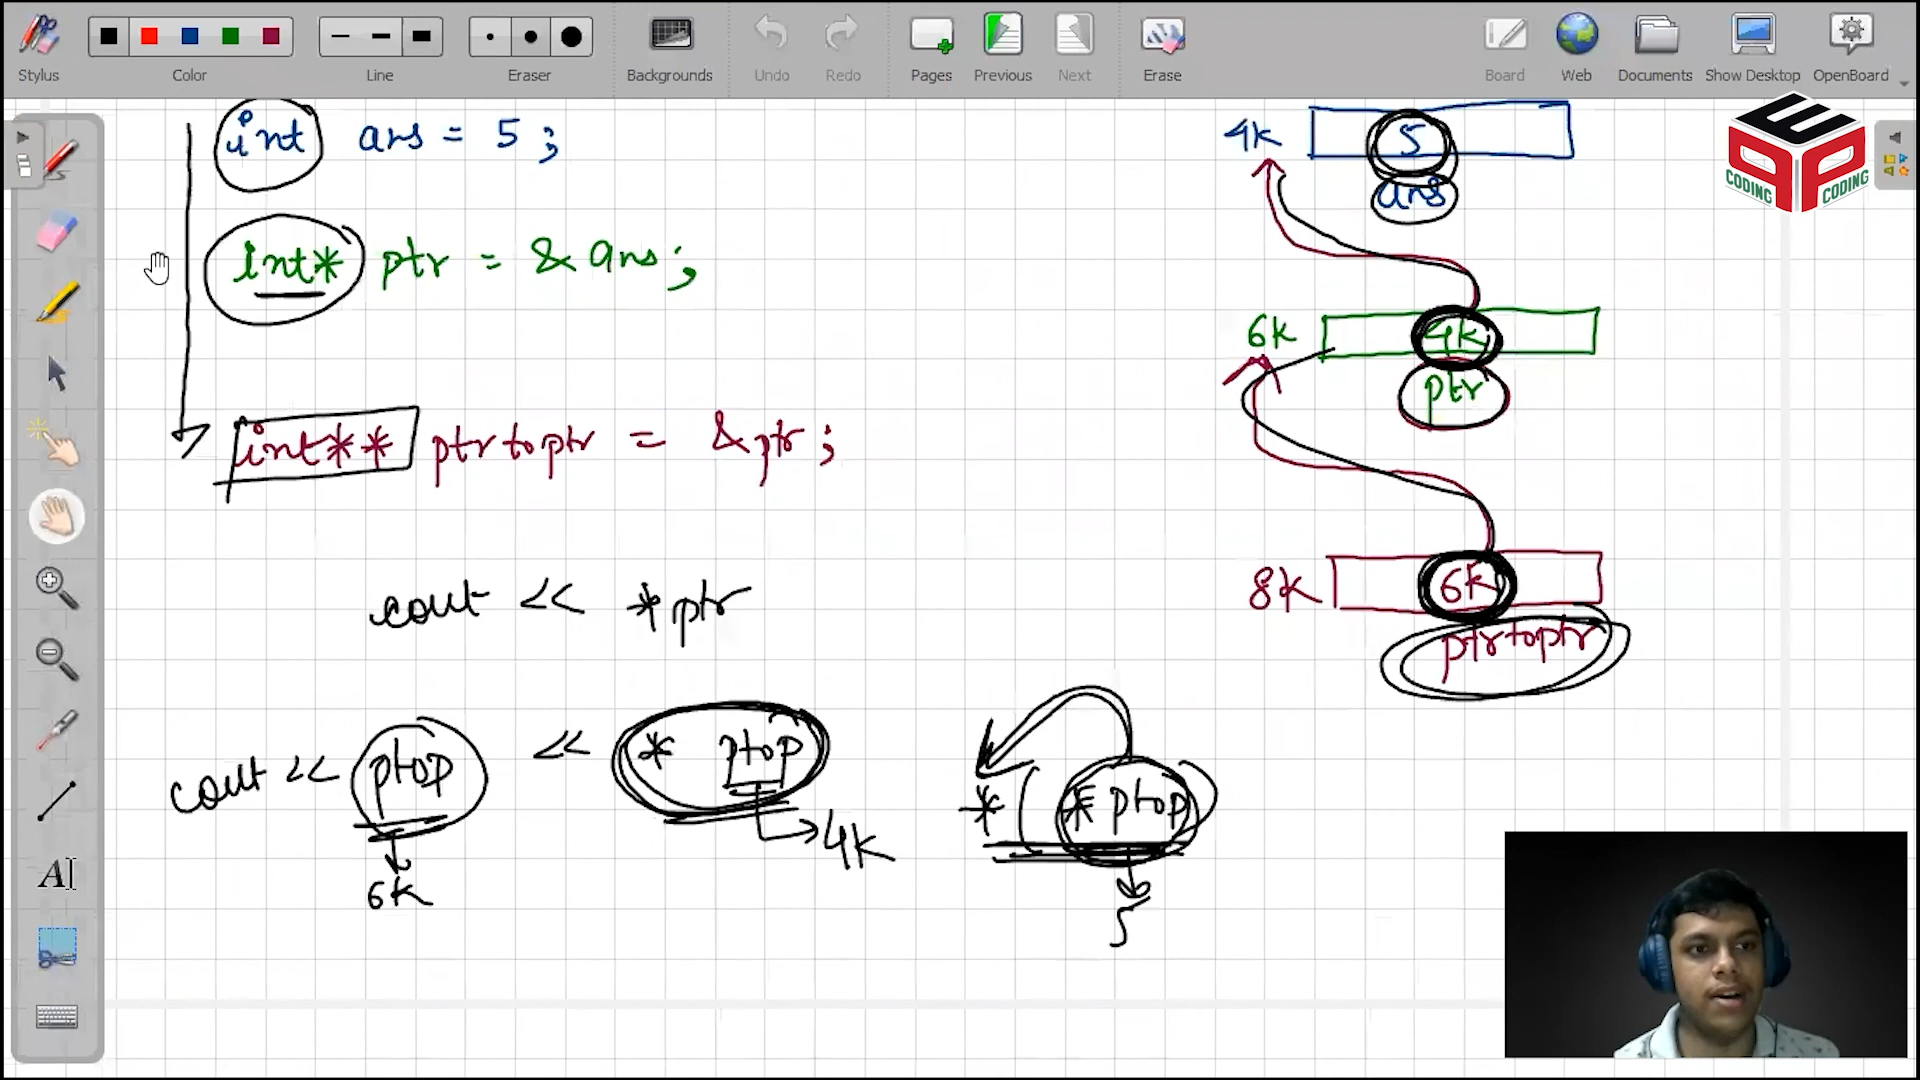 Stylus Color Line Eraser Backgrounds Undo Redo Pages Previous Next Erase Board Web Documents Show Desktop OpenBoard
int ans = 5 ;
4k 5
ans
CODING CODING
int* ptr = & ans ;
6k 4k
ptr
int** ptrtoptr = &ptr ;
cout << *ptr
8k 6k
ptrtoptr
cout << ptop << * ptop * ( * ptop )
6k 4k 5
A